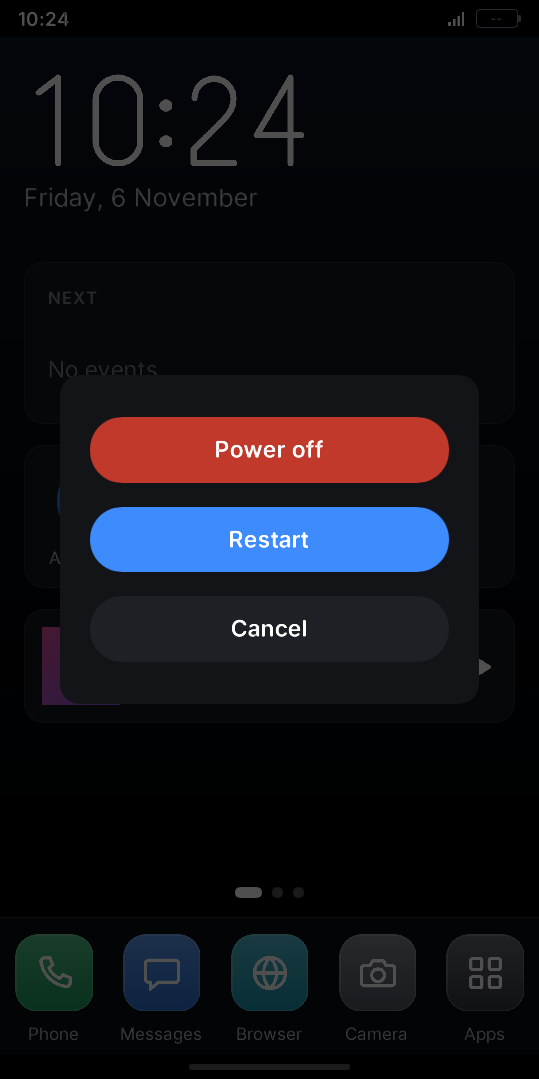 10:24
--
10:24
Friday, 6 November
NEXT
No events
Power off
Restart
A
Cancel
Phone
Messages
Browser
Camera
Apps